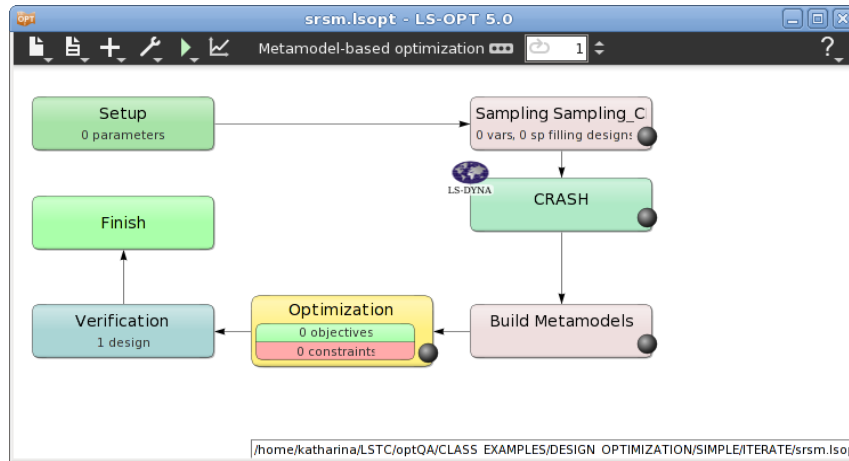 OPT
srsm.lsopt - LS-OPT 5.0
Metamodel-based optimization 1
?
Setup
0 parameters
Sampling Sampling_C
0 vars, 0 sp filling designs
LS-DYNA
CRASH
Finish
Verification
1 design
Optimization
0 objectives
0 constraints
Build Metamodels
/home/katharina/LSTC/optQA/CLASS_EXAMPLES/DESIGN_OPTIMIZATION/SIMPLE/ITERATE/srsm.lsop